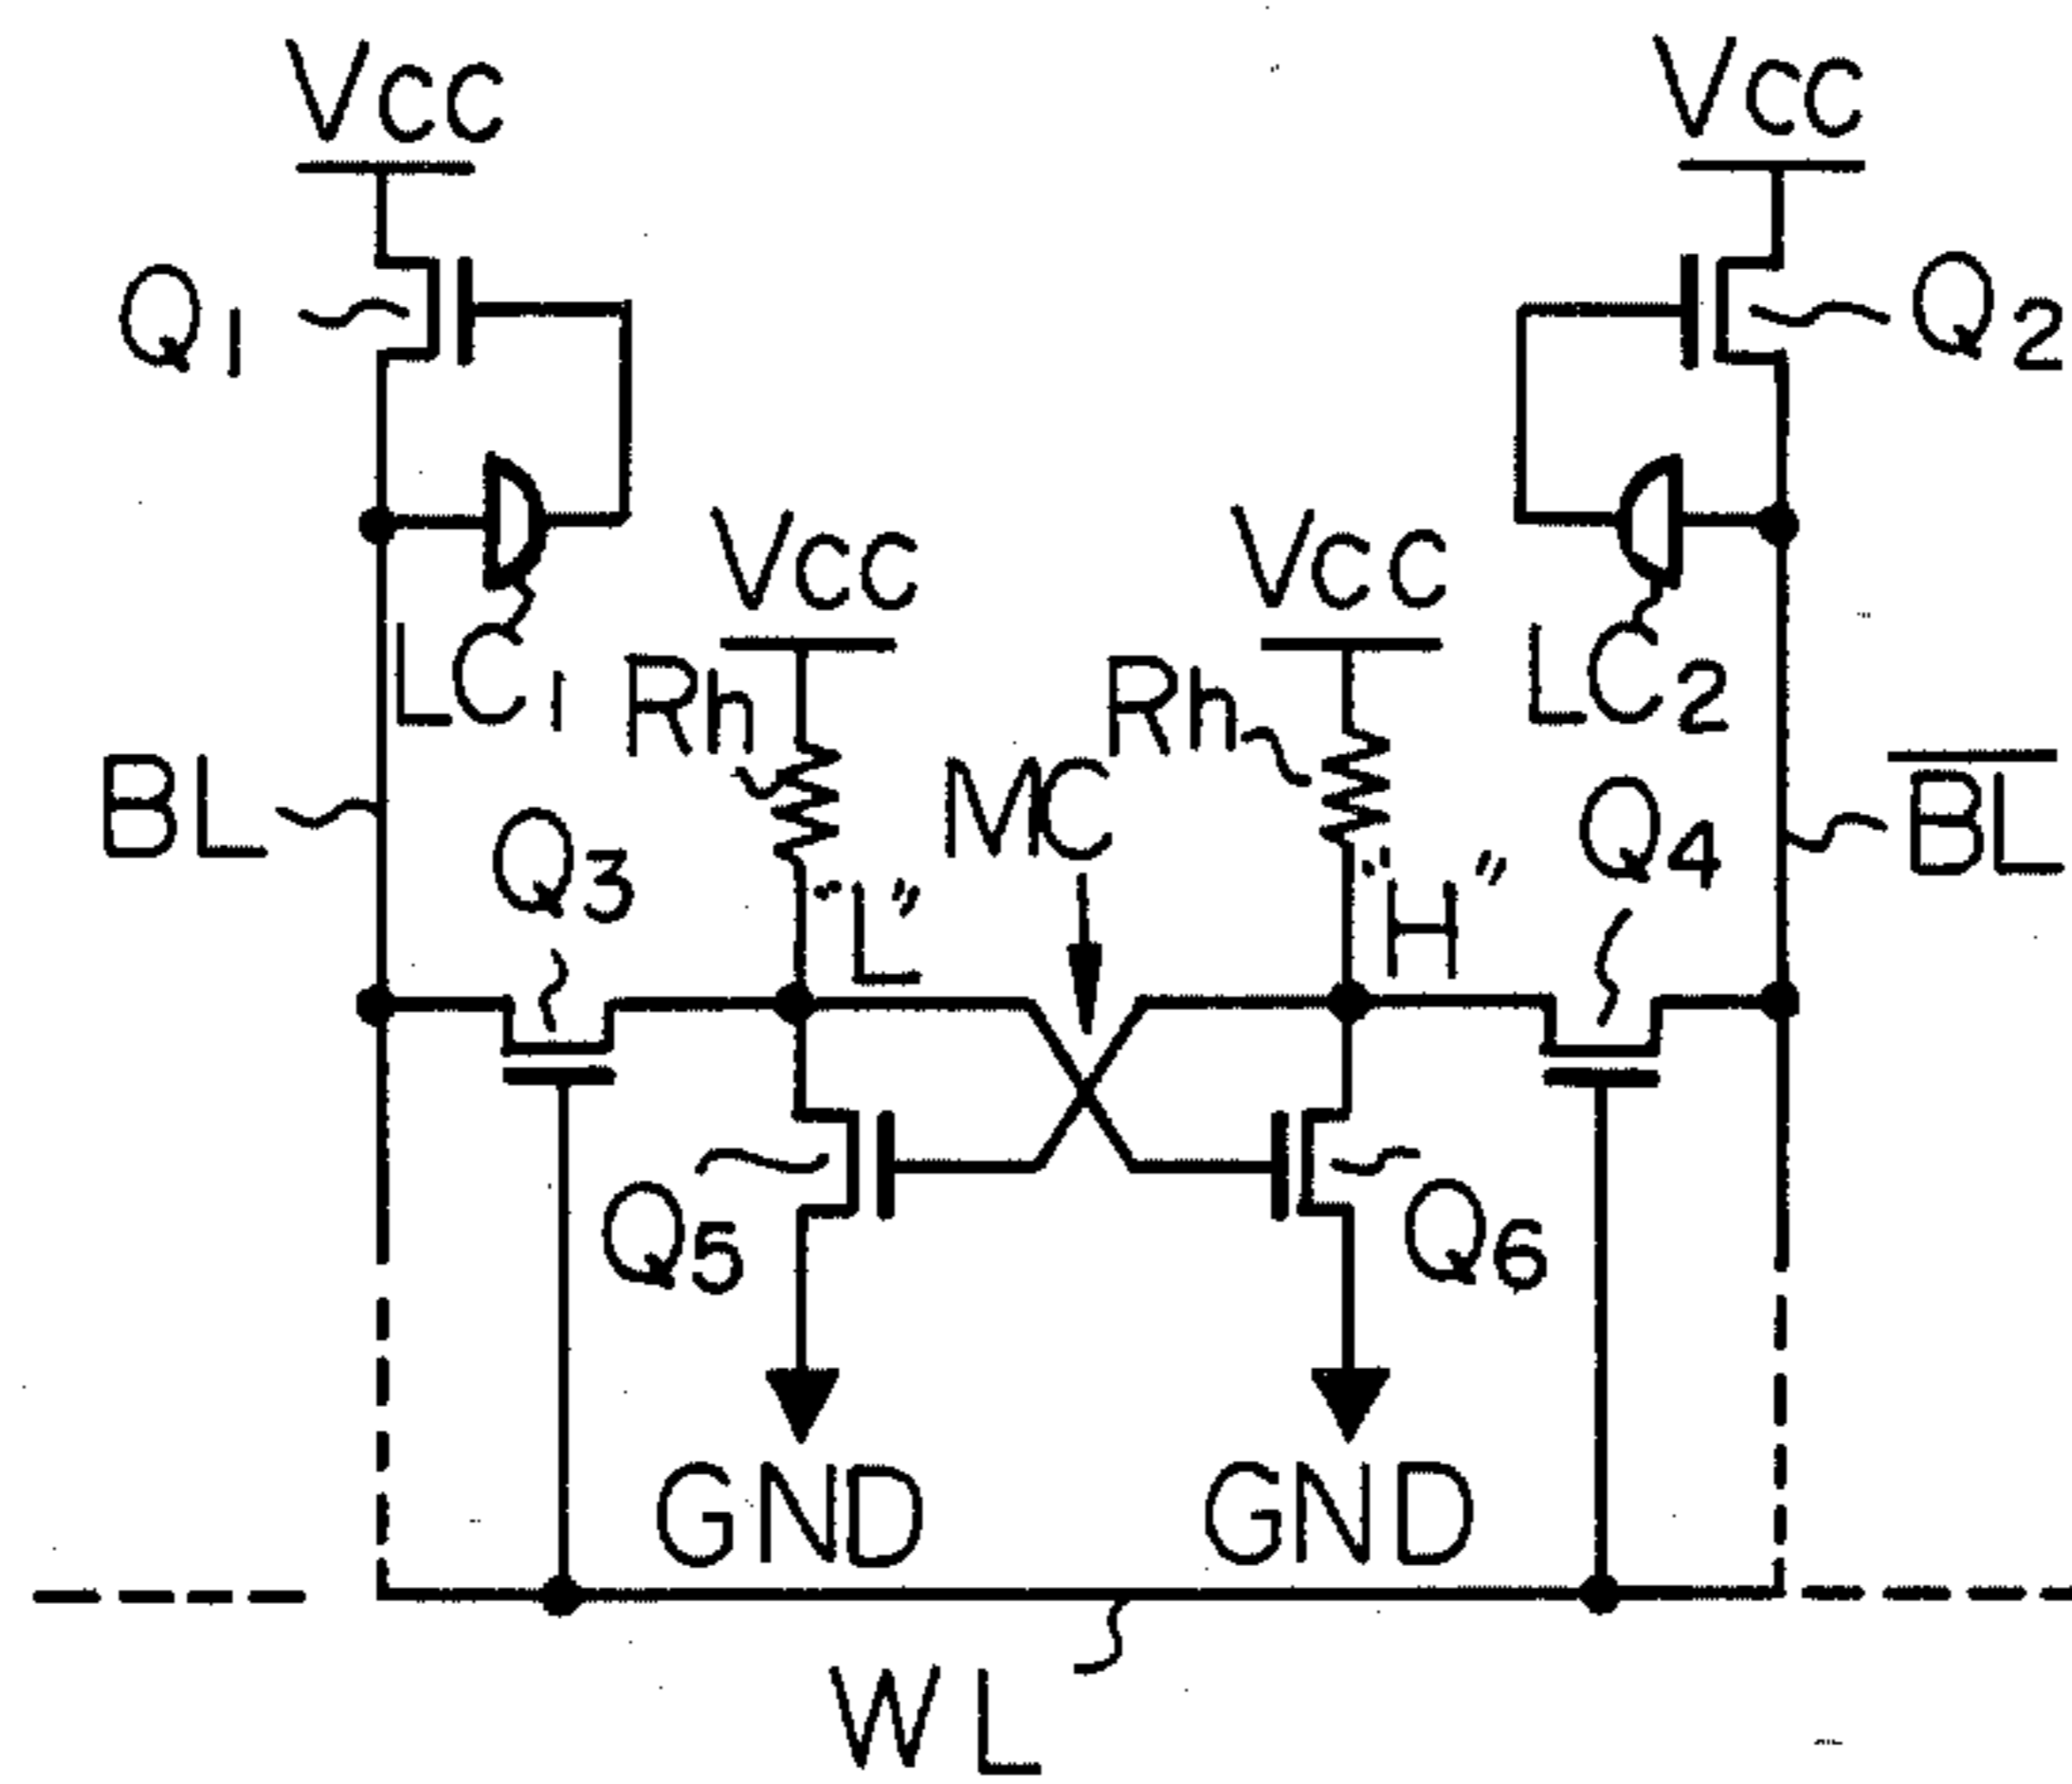 Vcc Vcc
Q1 Q2
Vcc Vcc
LC1 Rh Rh LC2
BL Q3 MC Q4 B̅L̅
"L" "H"
Q5 Q6
GND GND
WL